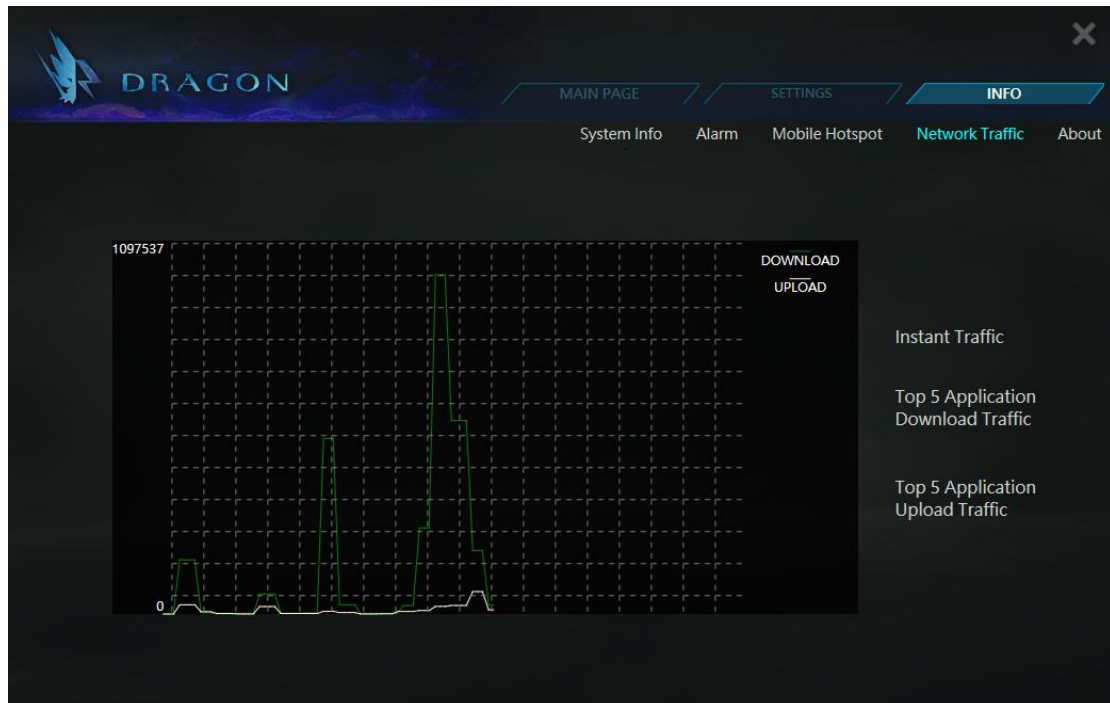 DRAGON
MAIN PAGE
SETTINGS
INFO
System Info
Alarm
Mobile Hotspot
Network Traffic
About
1097537
DOWNLOAD
UPLOAD
0
Instant Traffic
Top 5 Application
Download Traffic
Top 5 Application
Upload Traffic